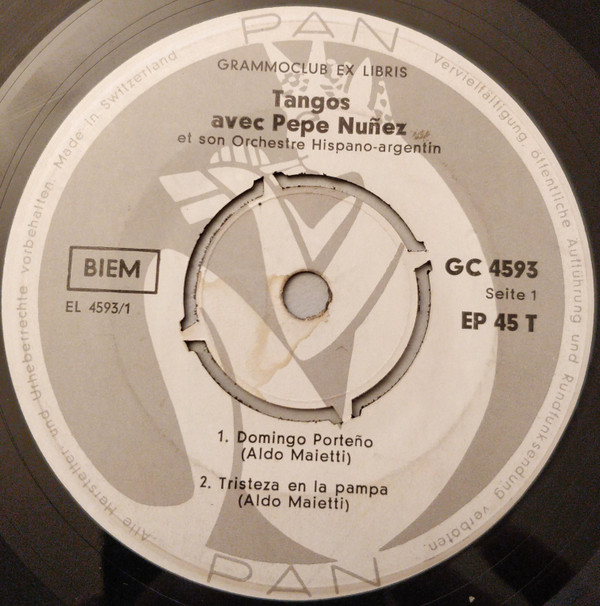 PAN
GRAMMOCLUB EX LIBRIS
Tangos
avec Pepe Nuñez
et son Orchestre Hispano-argentin
BIEM
EL 4593/1
GC 4593
Seite 1
EP 45 T
1. Domingo Porteño
(Aldo Maietti)
2. Tristeza en la pampa
(Aldo Maietti)
PAN
Alle Hersteller- und Urheberrechte vorbehalten. Made in Switzerland
Vervielfältigung, öffentliche Aufführung und Rundfunksendung verboten.